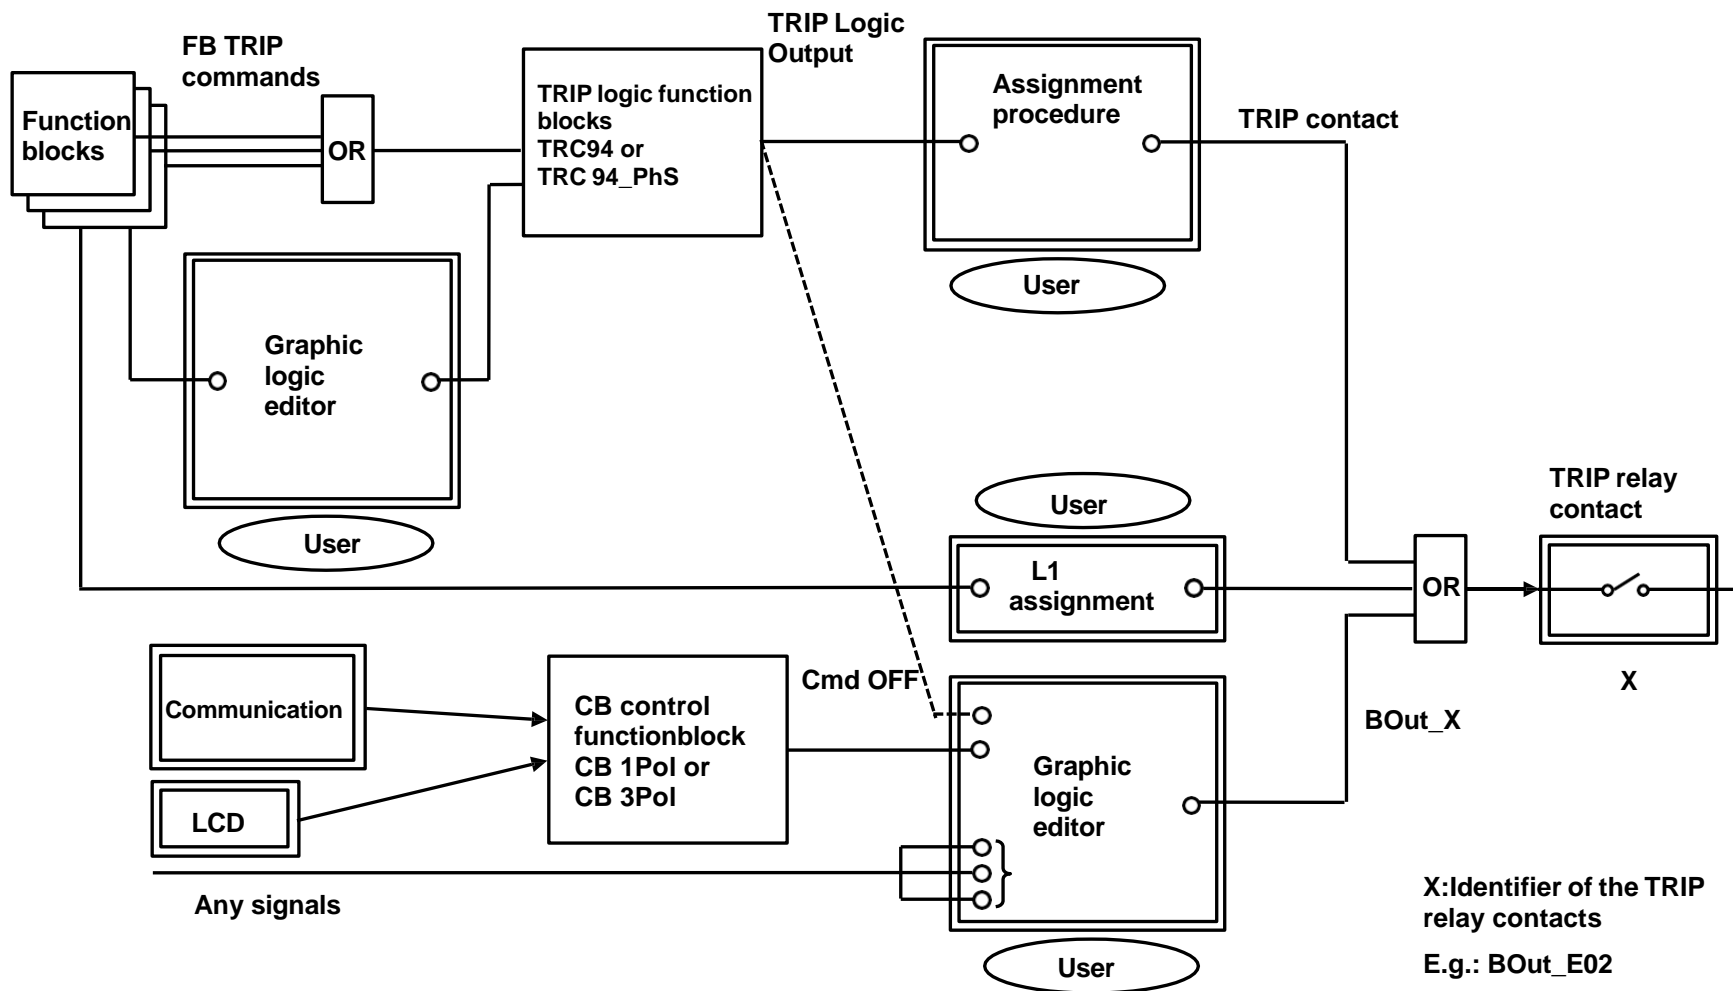 FB TRIP
commands
TRIP Logic
Output
Function
blocks
OR
TRIP logic function
blocks
TRC94 or
TRC 94_PhS
Assignment
procedure
TRIP contact
User
Graphic
logic
editor
User
User
L1
assignment
OR
TRIP relay
contact
X
Communication
LCD
CB control
functionblock
CB 1Pol or
CB 3Pol
Cmd OFF
Graphic
logic
editor
BOut_X
Any signals
User
X:Identifier of the TRIP
relay contacts
E.g.: BOut_E02